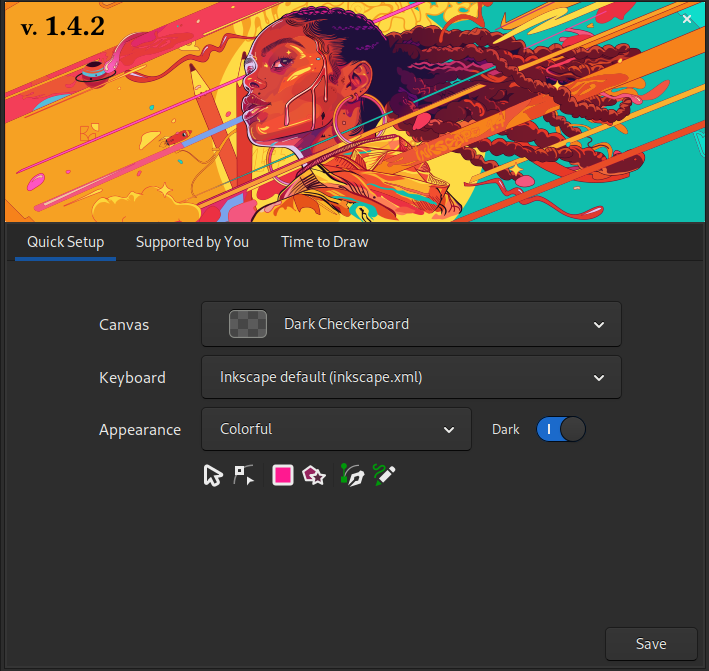 v. 1.4.2
INKSCAPE
Quick Setup
Supported by You
Time to Draw
Canvas
Dark Checkerboard
Keyboard
Inkscape default (inkscape.xml)
Appearance
Colorful
Dark
Save